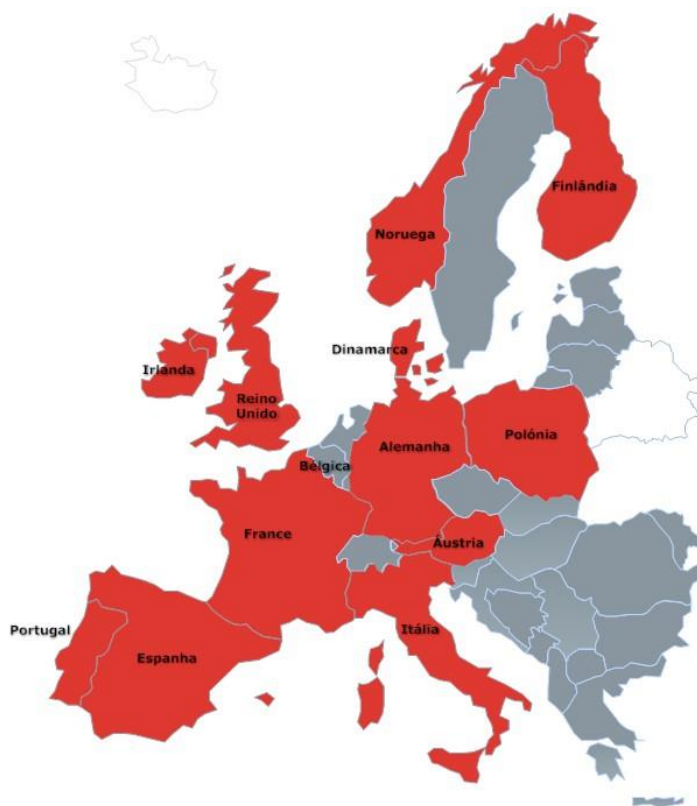 Finlândia
Noruega
Dinamarca
Irlanda
Reino
Unido
Polónia
Alemanha
Bélgica
France
Áustria
Portugal
Itália
Espanha